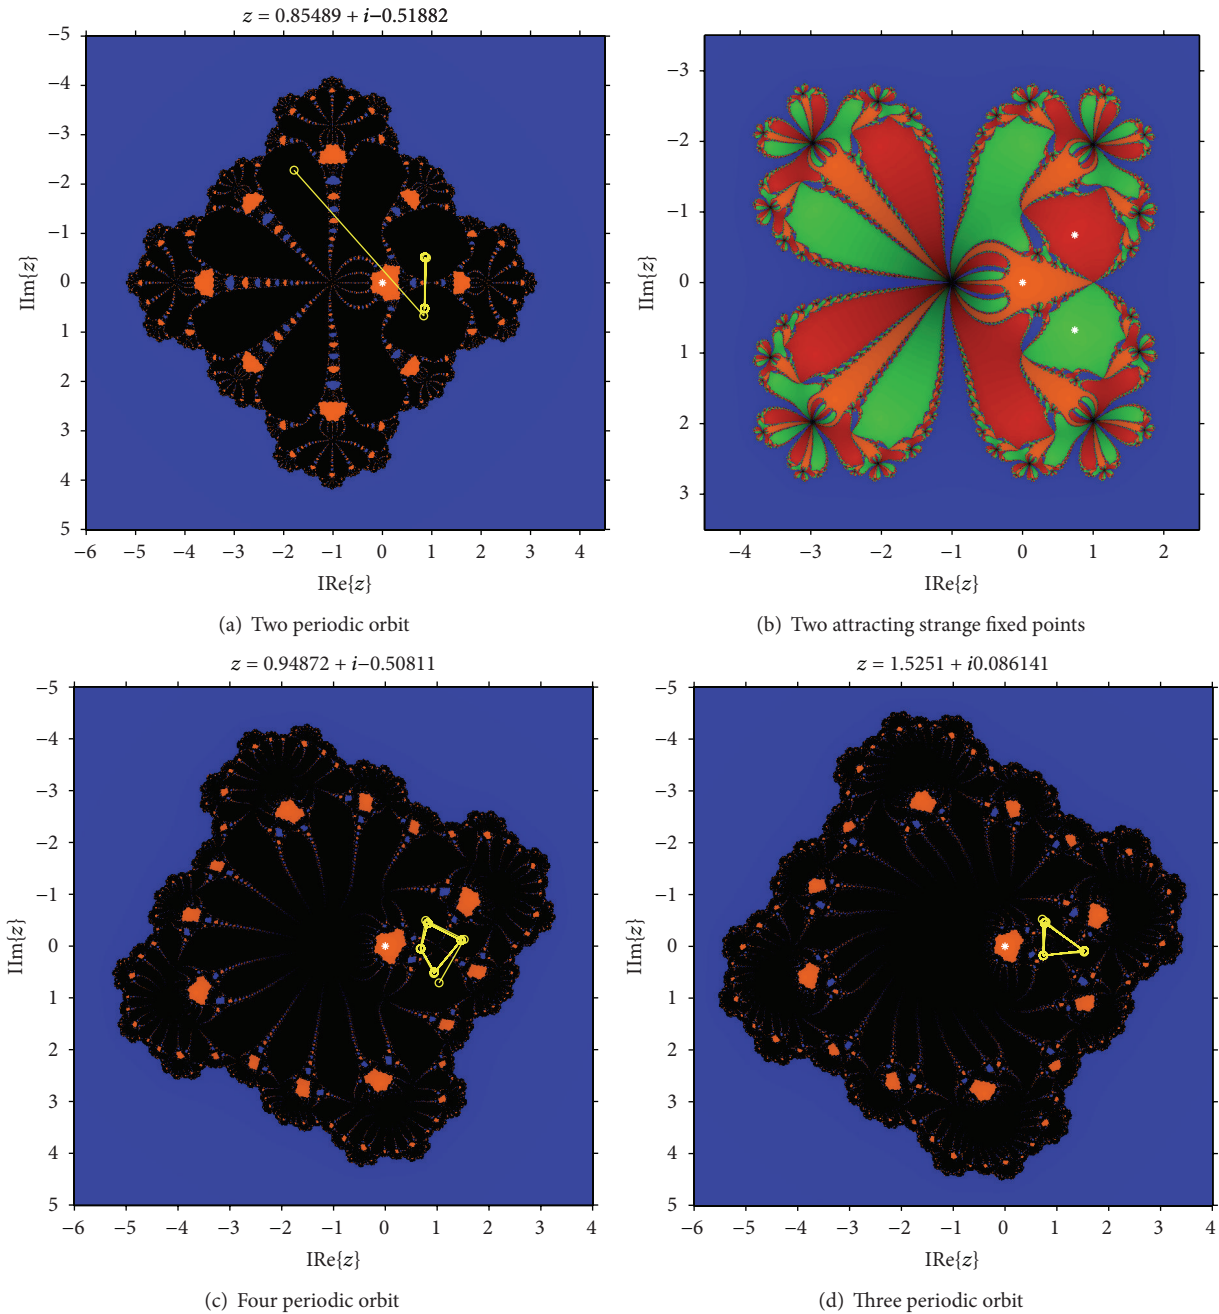 z = 0.85489 + i−0.51882
−5
−4
−3
−2
−1
0
1
2
3
4
5
IIm{z}
−6 −5 −4 −3 −2 −1 0 1 2 3 4
IRe{z}
(a) Two periodic orbit
−3
−2
−1
0
1
2
3
IIm{z}
−4 −3 −2 −1 0 1 2
IRe{z}
(b) Two attracting strange fixed points
z = 0.94872 + i−0.50811
−5
−4
−3
−2
−1
0
1
2
3
4
5
IIm{z}
−6 −5 −4 −3 −2 −1 0 1 2 3 4
IRe{z}
(c) Four periodic orbit
z = 1.5251 + i0.086141
−5
−4
−3
−2
−1
0
1
2
3
4
5
IIm{z}
−6 −5 −4 −3 −2 −1 0 1 2 3 4
IRe{z}
(d) Three periodic orbit